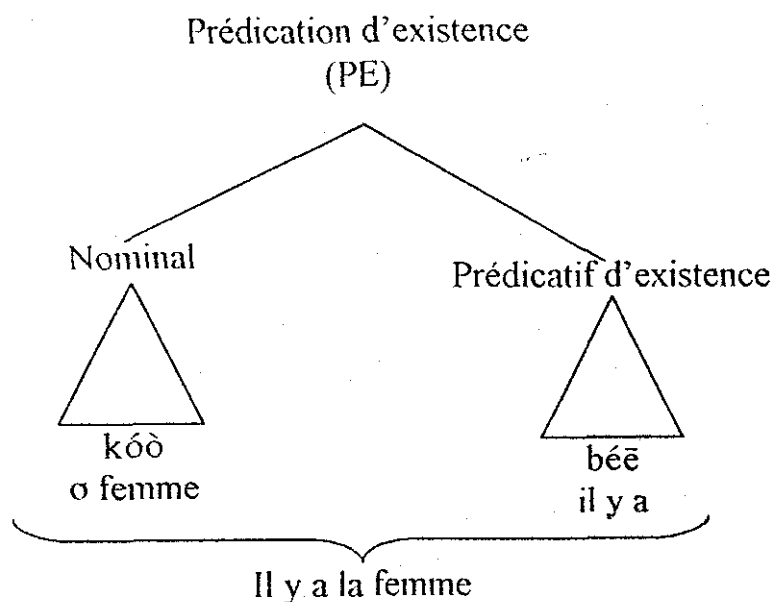 Prédication d'existence
(PE)
Nominal
Prédicatif d'existence
kóò
σ femme
béē
il y a
Il y a la femme